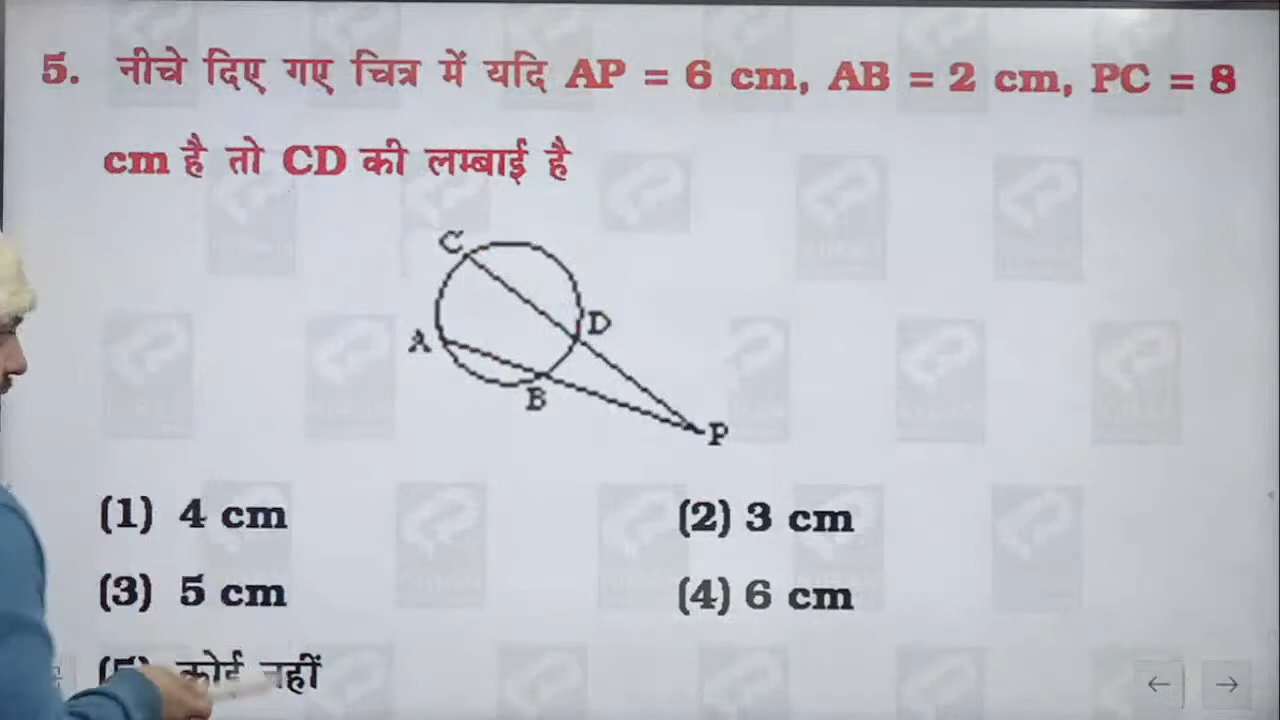 5. नीचे दिए गए चित्र में यदि AP = 6 cm, AB = 2 cm, PC = 8
cm है तो CD की लम्बाई है
C
D
A
B
P
(1) 4 cm (2) 3 cm
(3) 5 cm (4) 6 cm
(5) कोई नहीं